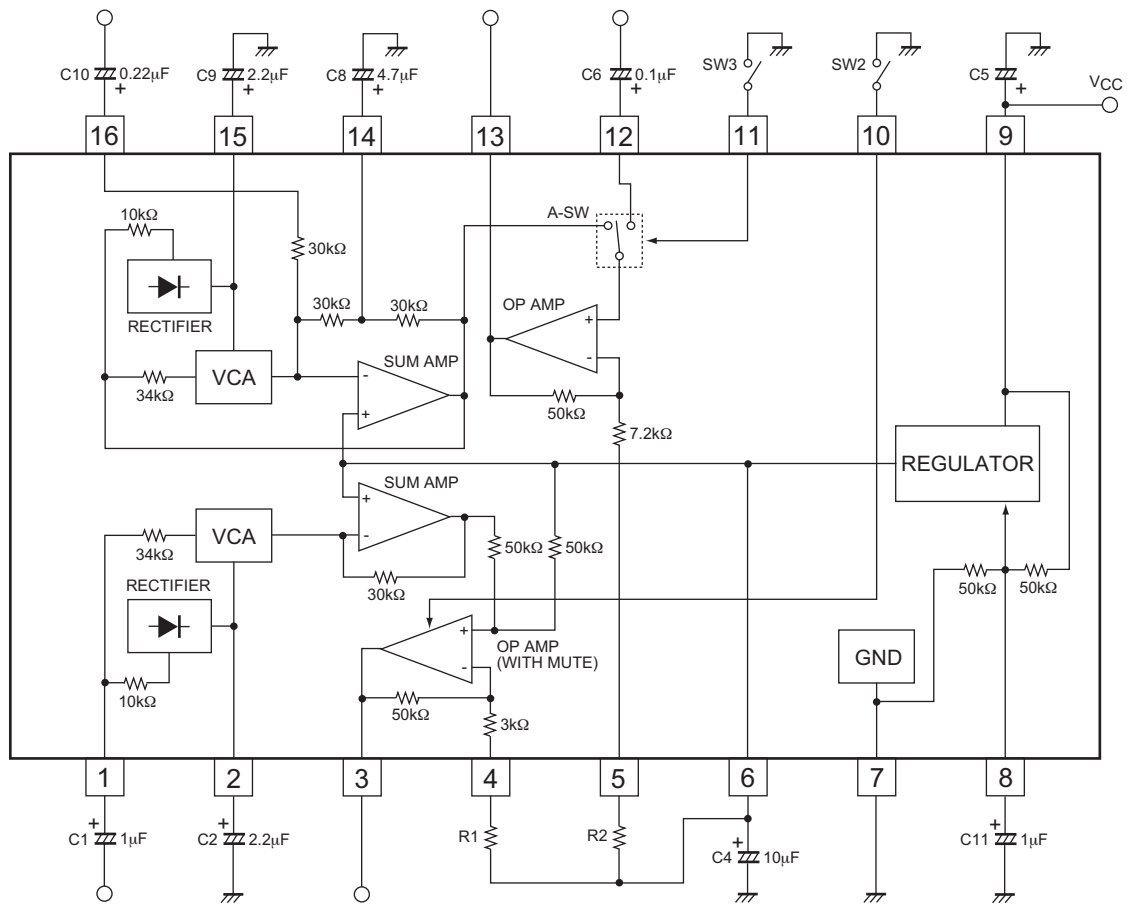 C10 0.22μF +
C9 2.2μF +
C8 4.7μF +
C6 0.1μF +
SW3
SW2
C5 +
VCC
16 15 14 13 12 11 10 9
10kΩ
A-SW
30kΩ
30kΩ 30kΩ
RECTIFIER
OP AMP
+
-
SUM AMP
VCA
-
+
34kΩ
50kΩ
7.2kΩ
REGULATOR
SUM AMP
+
-
VCA
34kΩ
50kΩ 50kΩ
30kΩ
RECTIFIER
50kΩ 50kΩ
+
-
OP AMP
(WITH MUTE)
GND
10kΩ
50kΩ
3kΩ
1 2 3 4 5 6 7 8
+
C1 1μF
+
C2 2.2μF
R1
R2
+
C4 10μF
+
C11 1μF